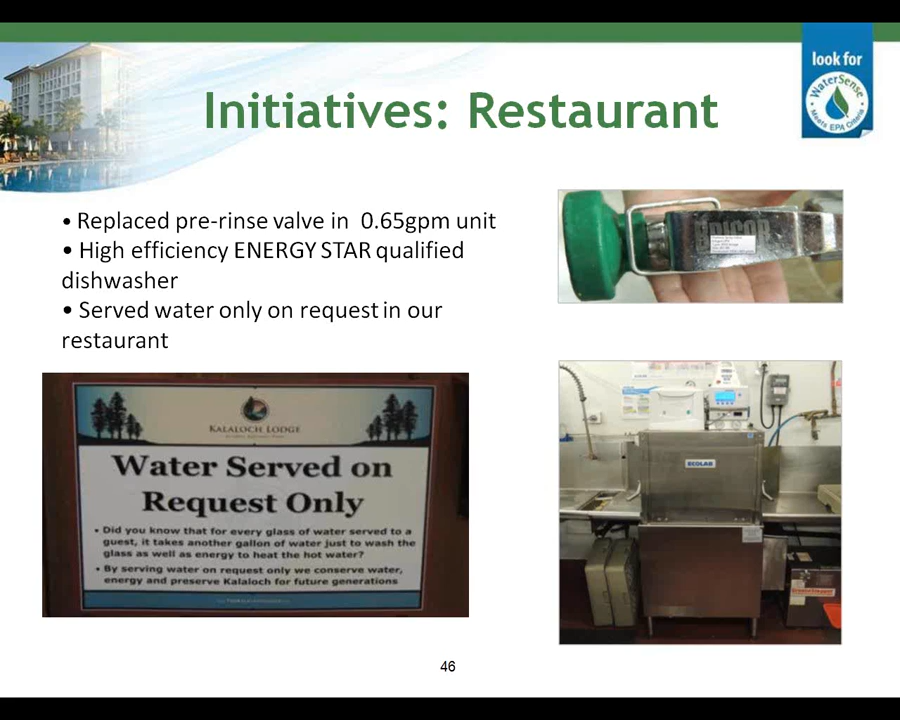 look for
WaterSense
Meets EPA Criteria
Initiatives: Restaurant
• Replaced pre-rinse valve in 0.65gpm unit
• High efficiency ENERGY STAR qualified
dishwasher
• Served water only on request in our
restaurant
KALALOCH LODGE
Water Served on
Request Only
• Did you know that for every glass of water served to a
guest, it takes another gallon of water just to wash the
glass as well as energy to heat the hot water?
• By serving water on request only we conserve water,
energy and preserve Kalaloch for future generations
ECOLAB
46